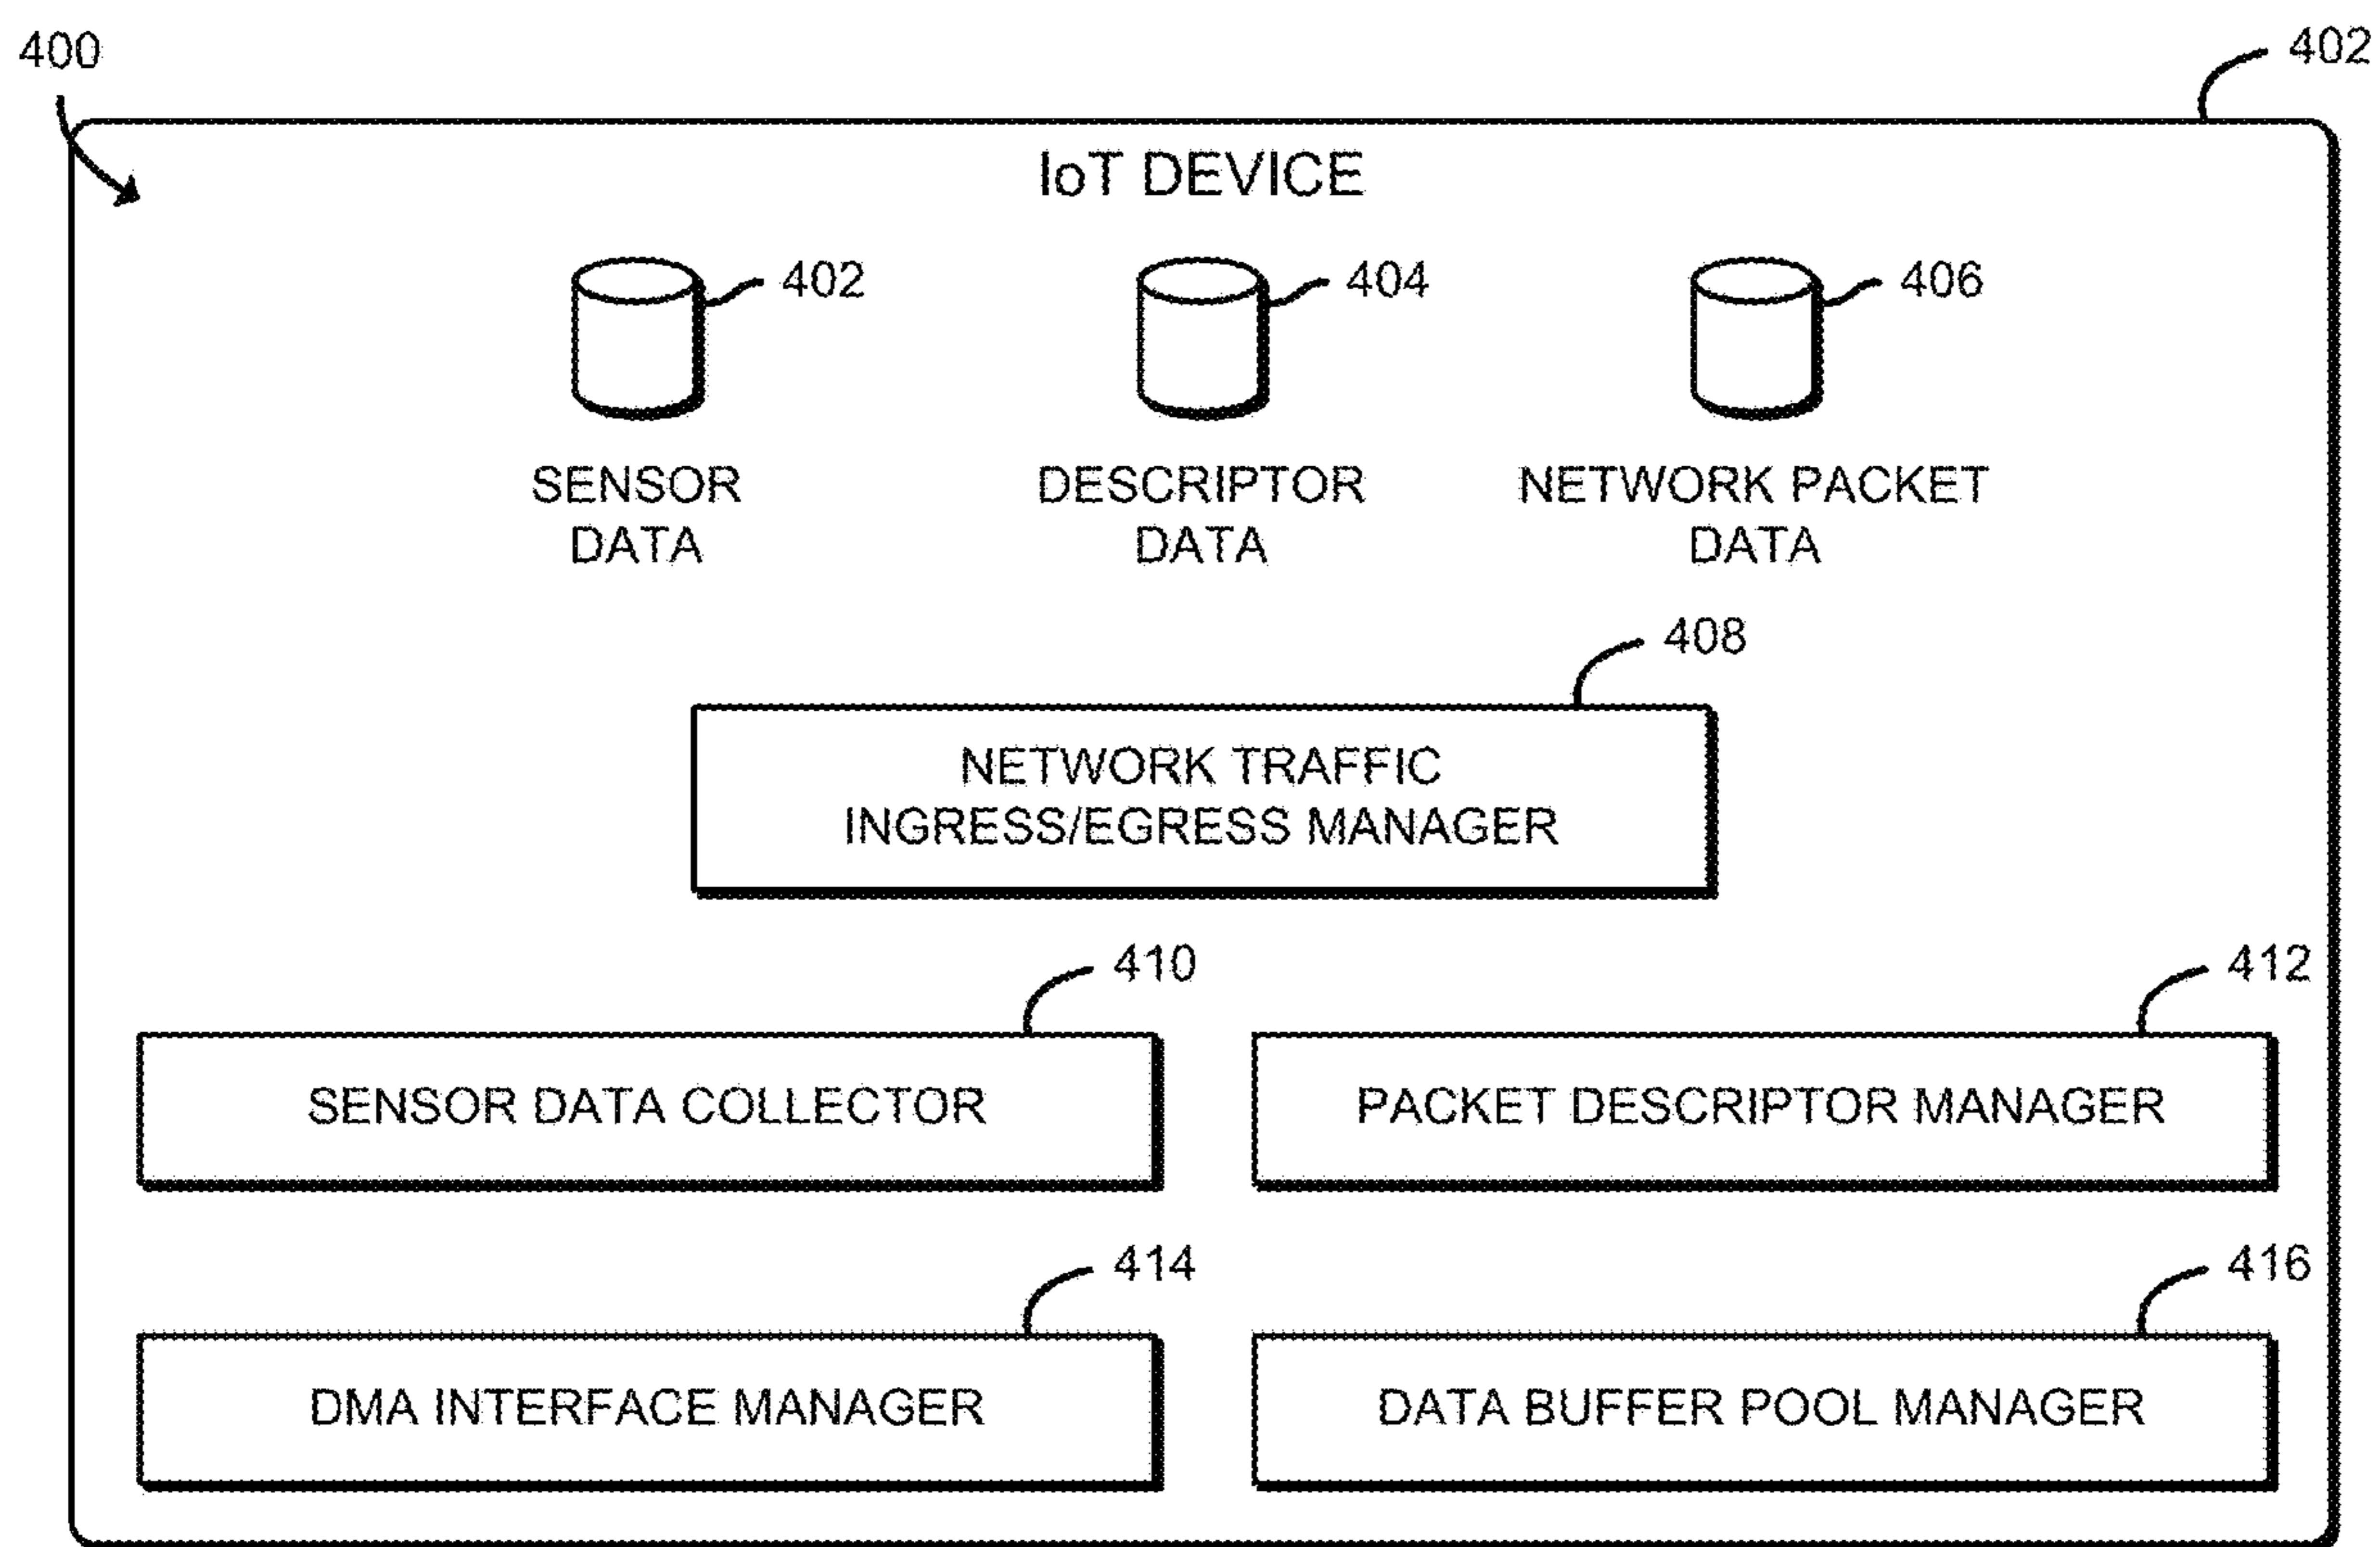 400
402
IoT DEVICE
402
404
406
SENSOR
DATA
DESCRIPTOR
DATA
NETWORK PACKET
DATA
408
NETWORK TRAFFIC
INGRESS/EGRESS MANAGER
410
412
SENSOR DATA COLLECTOR
PACKET DESCRIPTOR MANAGER
414
416
DMA INTERFACE MANAGER
DATA BUFFER POOL MANAGER